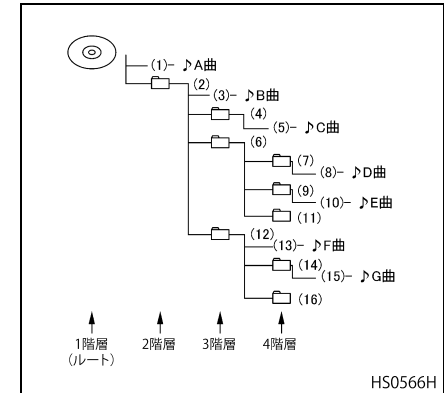 (1)- ♪A曲
(2)
(3)- ♪B曲
(4)
(5)- ♪C曲
(6)
(7)
(8)- ♪D曲
(9)
(10)- ♪E曲
(11)
(12)
(13)- ♪F曲
(14)
(15)- ♪G曲
(16)
1階層
(ルート)
2階層
3階層
4階層
HS0566H